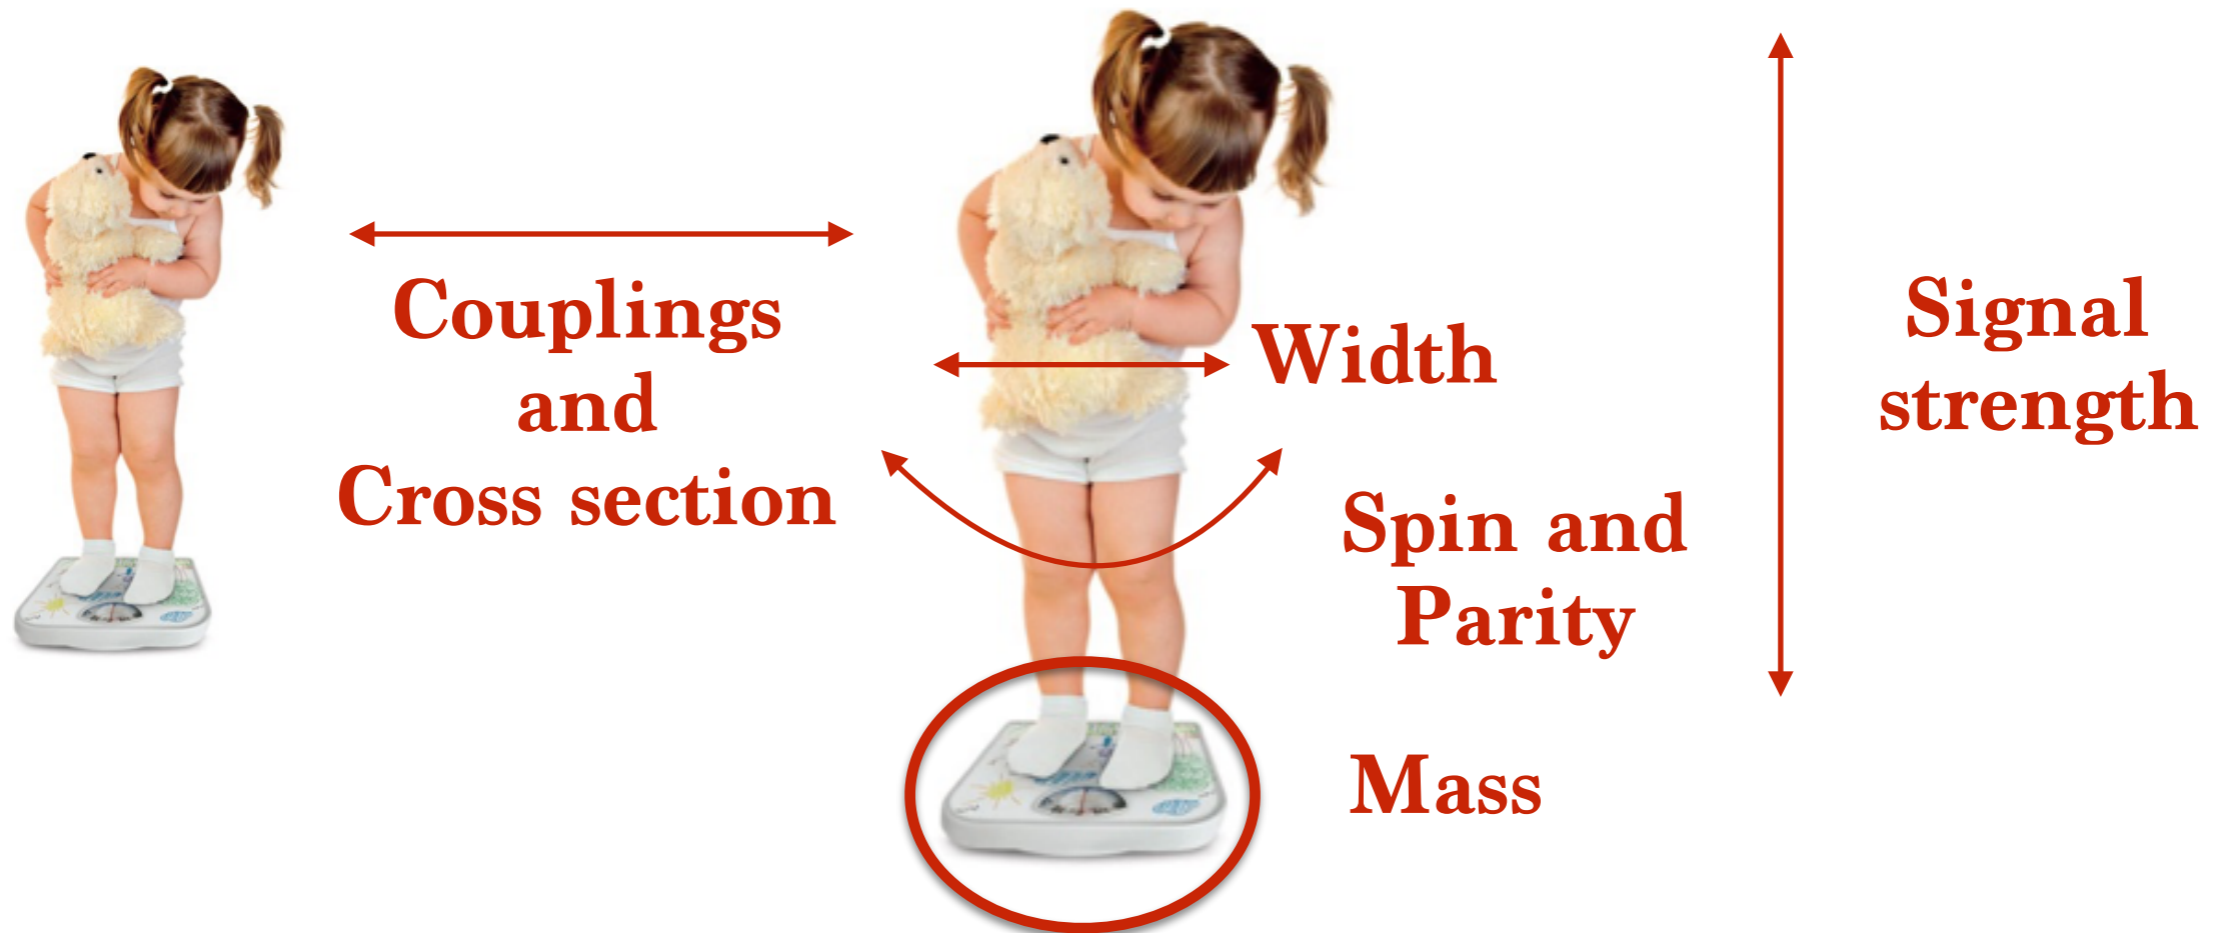 Couplings
and
Cross section
Width
Spin and
Parity
Mass
Signal
strength